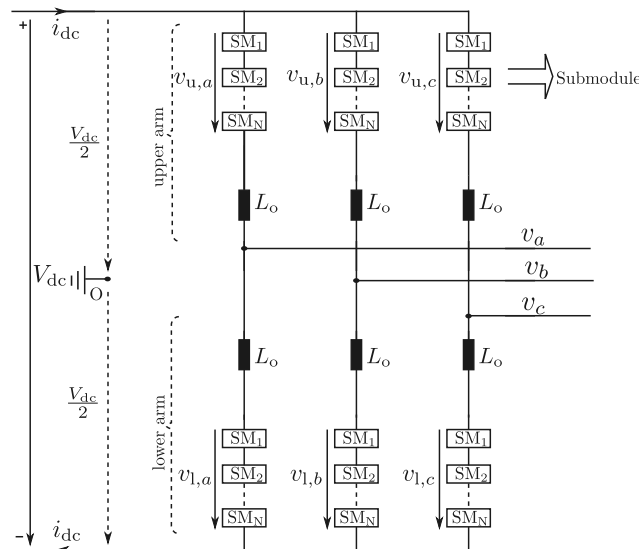 + i_dc
SM_1 SM_1 SM_1
v_u,a SM_2 v_u,b SM_2 v_u,c SM_2 Submodule
SM_N SM_N SM_N
V_dc/2
upper arm
L_o L_o L_o
v_a
v_b
V_dc O
v_c
L_o L_o L_o
V_dc/2
lower arm
SM_1 SM_1 SM_1
v_l,a SM_2 v_l,b SM_2 v_l,c SM_2
SM_N SM_N SM_N
- i_dc